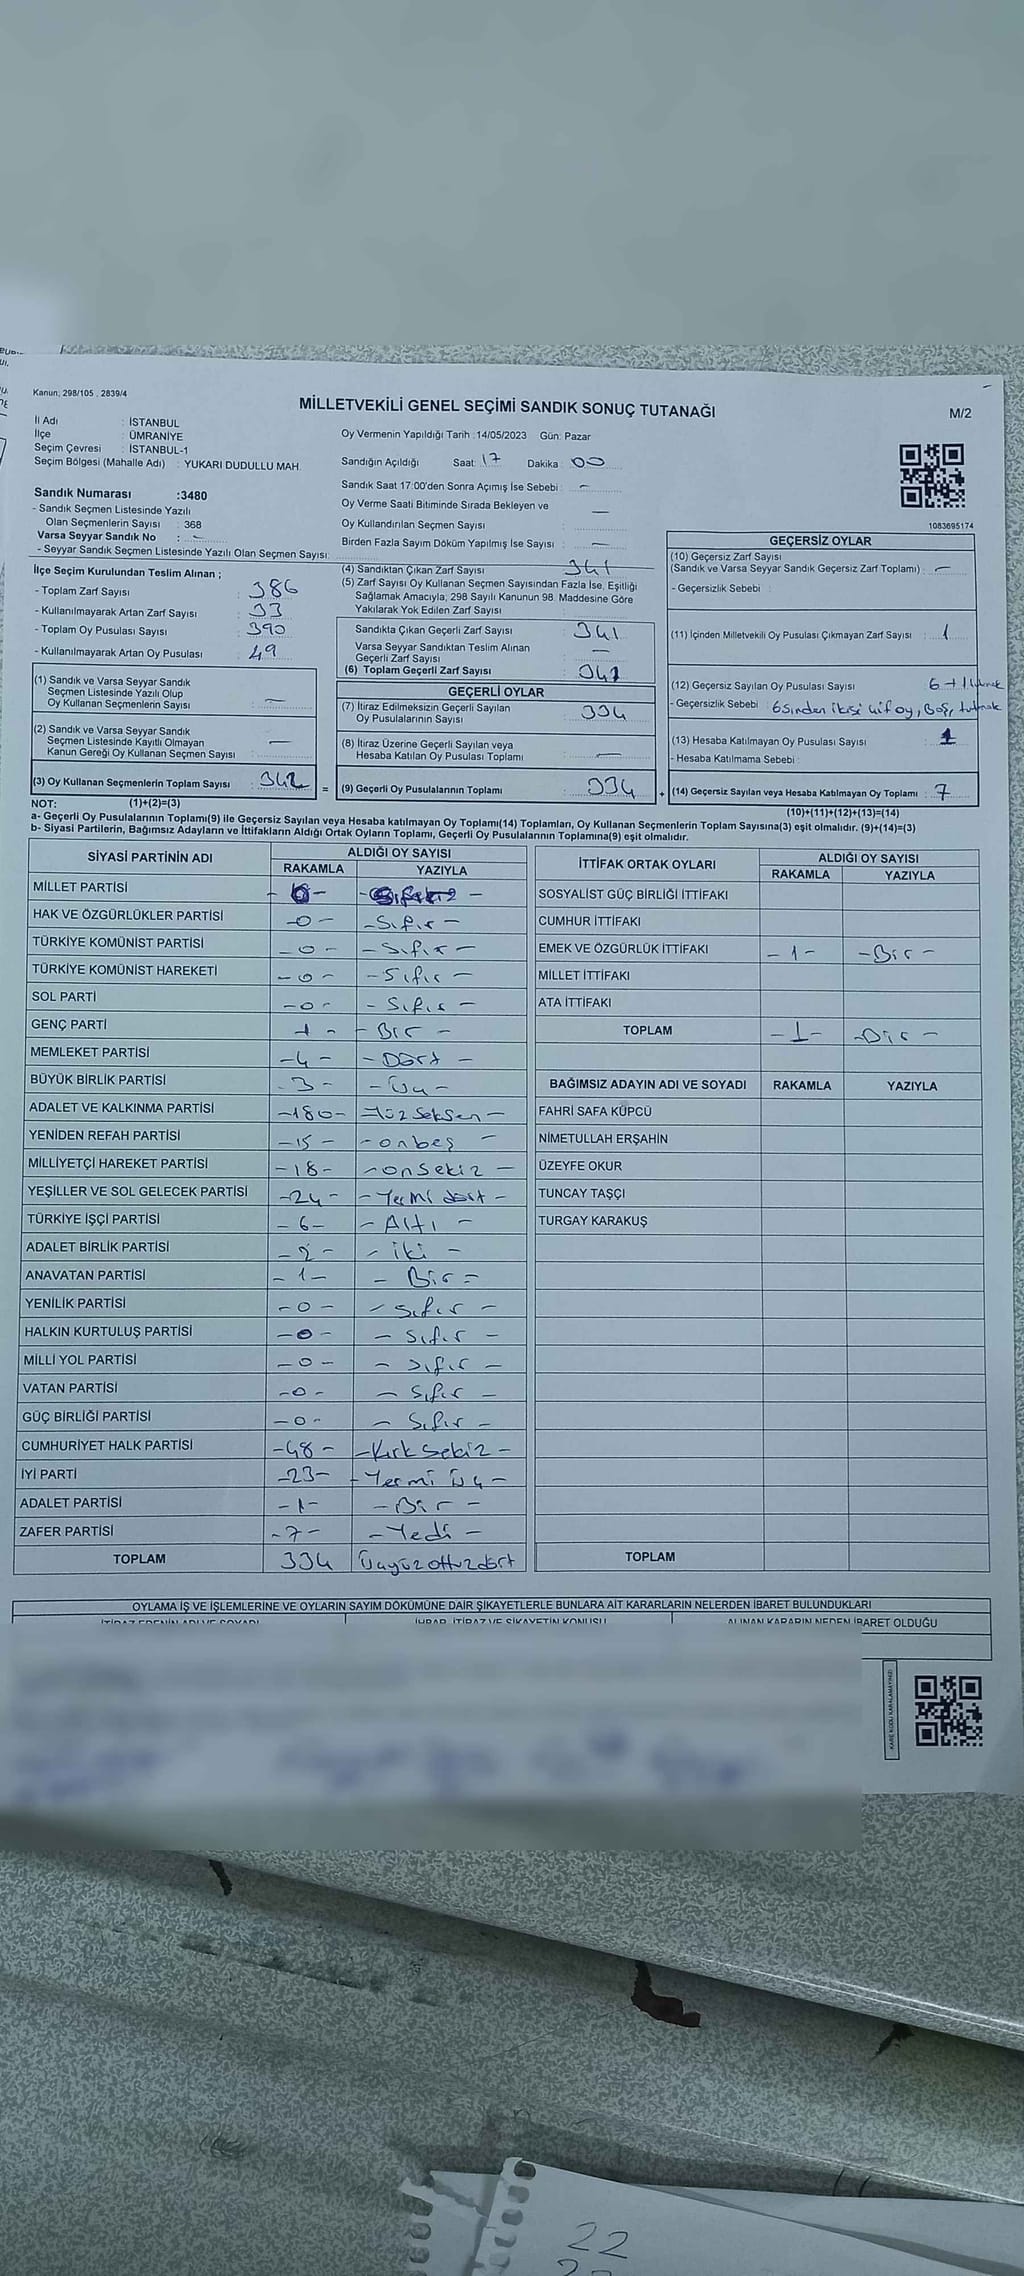 Kanun; 298/105 , 2839/4
MİLLETVEKİLİ GENEL SEÇİMİ SANDIK SONUÇ TUTANAĞI
M/2
İl Adı : İSTANBUL
İlçe : ÜMRANİYE
Seçim Çevresi : İSTANBUL-1
Seçim Bölgesi (Mahalle Adı) : YUKARI DUDULLU MAH.
Oy Vermenin Yapıldığı Tarih :14/05/2023 Gün: Pazar
Sandığın Açıldığı Saat: 17 Dakika : 00
Sandık Saat 17:00'den Sonra Açımış İse Sebebi : —
Oy Verme Saati Bitiminde Sırada Bekleyen ve
Oy Kullandırılan Seçmen Sayısı : —
Birden Fazla Sayım Döküm Yapılmış İse Sayısı : —
Sandık Numarası :3480
- Sandık Seçmen Listesinde Yazılı
Olan Seçmenlerin Sayısı : 368
Varsa Seyyar Sandık No : —
- Seyyar Sandık Seçmen Listesinde Yazılı Olan Seçmen Sayısı:
1083695174
İlçe Seçim Kurulundan Teslim Alınan ;
- Toplam Zarf Sayısı : 386
- Kullanılmayarak Artan Zarf Sayısı : 33
- Toplam Oy Pusulası Sayısı : 390
- Kullanılmayarak Artan Oy Pusulası : 49
(1) Sandık ve Varsa Seyyar Sandık
Seçmen Listesinde Yazılı Olup
Oy Kullanan Seçmenlerin Sayısı : —
(2) Sandık ve Varsa Seyyar Sandık
Seçmen Listesinde Kayıtlı Olmayan
Kanun Gereği Oy Kullanan Seçmen Sayısı : —
(3) Oy Kullanan Seçmenlerin Toplam Sayısı : 342
(4) Sandıktan Çıkan Zarf Sayısı : 341
(5) Zarf Sayısı Oy Kullanan Seçmen Sayısından Fazla İse, Eşitliği
Sağlamak Amacıyla, 298 Sayılı Kanunun 98. Maddesine Göre
Yakılarak Yok Edilen Zarf Sayısı :
Sandıkta Çıkan Geçerli Zarf Sayısı : 341
Varsa Seyyar Sandıktan Teslim Alınan
Geçerli Zarf Sayısı : —
(6) Toplam Geçerli Zarf Sayısı : 341
GEÇERLİ OYLAR
(7) İtiraz Edilmeksizin Geçerli Sayılan
Oy Pusulalarının Sayısı : 334
(8) İtiraz Üzerine Geçerli Sayılan veya
Hesaba Katılan Oy Pusulası Toplamı : —
= (9) Geçerli Oy Pusulalarının Toplamı : 334
GEÇERSİZ OYLAR
(10) Geçersiz Zarf Sayısı
(Sandık ve Varsa Seyyar Sandık Geçersiz Zarf Toplamı) : —
- Geçersizlik Sebebi :
(11) İçinden Milletvekili Oy Pusulası Çıkmayan Zarf Sayısı : 1
(12) Geçersiz Sayılan Oy Pusulası Sayısı 6+1
- Geçersizlik Sebebi : 6sından ikisi çift oy, Boş,
(13) Hesaba Katılmayan Oy Pusulası Sayısı : 1
- Hesaba Katılmama Sebebi :
+ (14) Geçersiz Sayılan veya Hesaba Katılmayan Oy Toplamı : 7
NOT: (1)+(2)=(3)
(10)+(11)+(12)+(13)=(14)
a- Geçerli Oy Pusulalarının Toplamı(9) ile Geçersiz Sayılan veya Hesaba katılmayan Oy Toplamı(14) Toplamları, Oy Kullanan Seçmenlerin Toplam Sayısına(3) eşit olmalıdır. (9)+(14)=(3)
b- Siyasi Partilerin, Bağımsız Adayların ve İttifakların Aldığı Ortak Oyların Toplamı, Geçerli Oy Pusulalarının Toplamına(9) eşit olmalıdır.
SİYASİ PARTİNİN ADI ALDIĞI OY SAYISI
RAKAMLA YAZIYLA
MİLLET PARTİSİ
HAK VE ÖZGÜRLÜKLER PARTİSİ -0- -Sıfır-
TÜRKİYE KOMÜNİST PARTİSİ -0- -Sıfır-
TÜRKİYE KOMÜNİST HAREKETİ -0- -Sıfır-
SOL PARTİ -0- -Sıfır-
GENÇ PARTİ -1- -Bir-
MEMLEKET PARTİSİ -4- -Dört-
BÜYÜK BİRLİK PARTİSİ -3- -Üç-
ADALET VE KALKINMA PARTİSİ -180- -Yüz Seksen-
YENİDEN REFAH PARTİSİ -15- -onbeş-
MİLLİYETÇİ HAREKET PARTİSİ -18- -onsekiz-
YEŞİLLER VE SOL GELECEK PARTİSİ -24- -Yermi dört-
TÜRKİYE İŞÇİ PARTİSİ -6- -Altı-
ADALET BİRLİK PARTİSİ -2- -iki-
ANAVATAN PARTİSİ -1- -Bir-
YENİLİK PARTİSİ -0- -Sıfır-
HALKIN KURTULUŞ PARTİSİ -0- -Sıfır-
MİLLİ YOL PARTİSİ -0- -Sıfır-
VATAN PARTİSİ -0- -Sıfır-
GÜÇ BİRLİĞİ PARTİSİ -0- -Sıfır-
CUMHURİYET HALK PARTİSİ -48- -Kırk sekiz-
İYİ PARTİ -23- -Yermi üç-
ADALET PARTİSİ -1- -Bir-
ZAFER PARTİSİ -7- -Yedi-
TOPLAM 334 Üçyüz ottuzdört
İTTİFAK ORTAK OYLARI ALDIĞI OY SAYISI
RAKAMLA YAZIYLA
SOSYALİST GÜÇ BİRLİĞİ İTTİFAKI
CUMHUR İTTİFAKI
EMEK VE ÖZGÜRLÜK İTTİFAKI -1- -Bir-
MİLLET İTTİFAKI
ATA İTTİFAKI
TOPLAM -1- -Bir-
BAĞIMSIZ ADAYIN ADI VE SOYADI RAKAMLA YAZIYLA
FAHRİ SAFA KÜPCÜ
NİMETULLAH ERŞAHİN
ÜZEYFE OKUR
TUNCAY TAŞÇI
TURGAY KARAKUŞ
TOPLAM
OYLAMA İŞ VE İŞLEMLERİNE VE OYLARIN SAYIM DÖKÜMÜNE DAİR ŞİKAYETLERLE BUNLARA AİT KARARLARIN NELERDEN İBARET BULUNDUKLARI
İTİRAZ EDENİN ADI VE SOYADI İHBAR, İTİRAZ VE ŞİKAYETİN KONUSU ALINAN KARARIN NEDEN İBARET OLDUĞU
KARE KODU KARALAMAYINIZ!
22